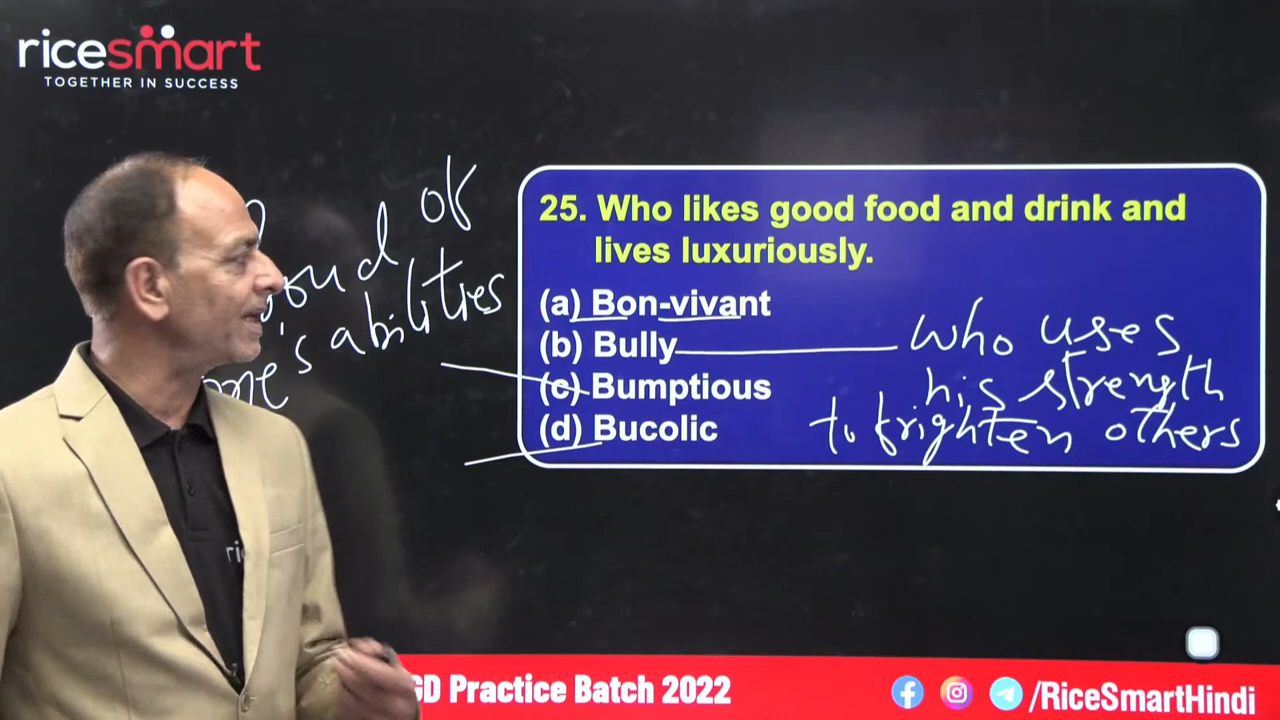 ricesmart
TOGETHER IN SUCCESS
of
one's abilities
25. Who likes good food and drink and
lives luxuriously.
(a) Bon-vivant
(b) Bully
(c) Bumptious
(d) Bucolic
who uses
his strength
to frighten others
GD Practice Batch 2022
/RiceSmartHindi